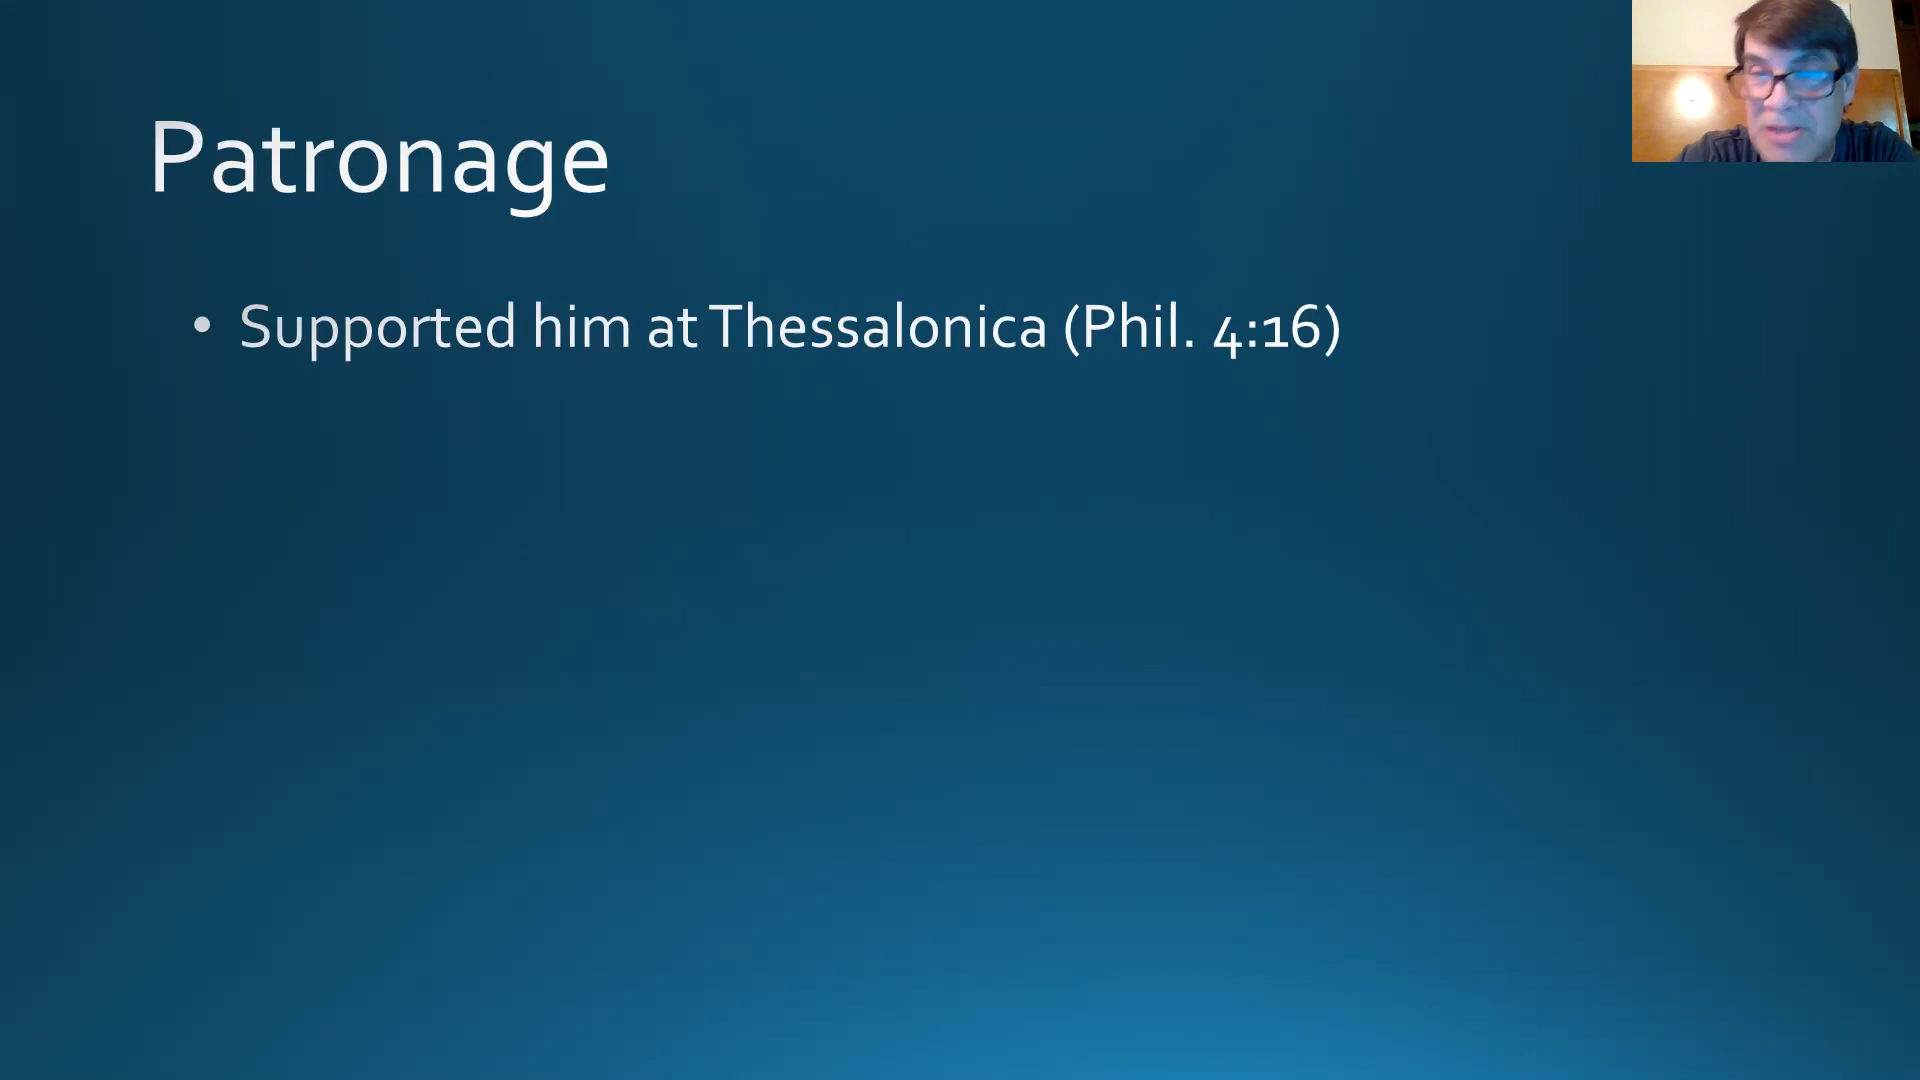 Patronage
• Supported him at Thessalonica (Phil. 4:16)